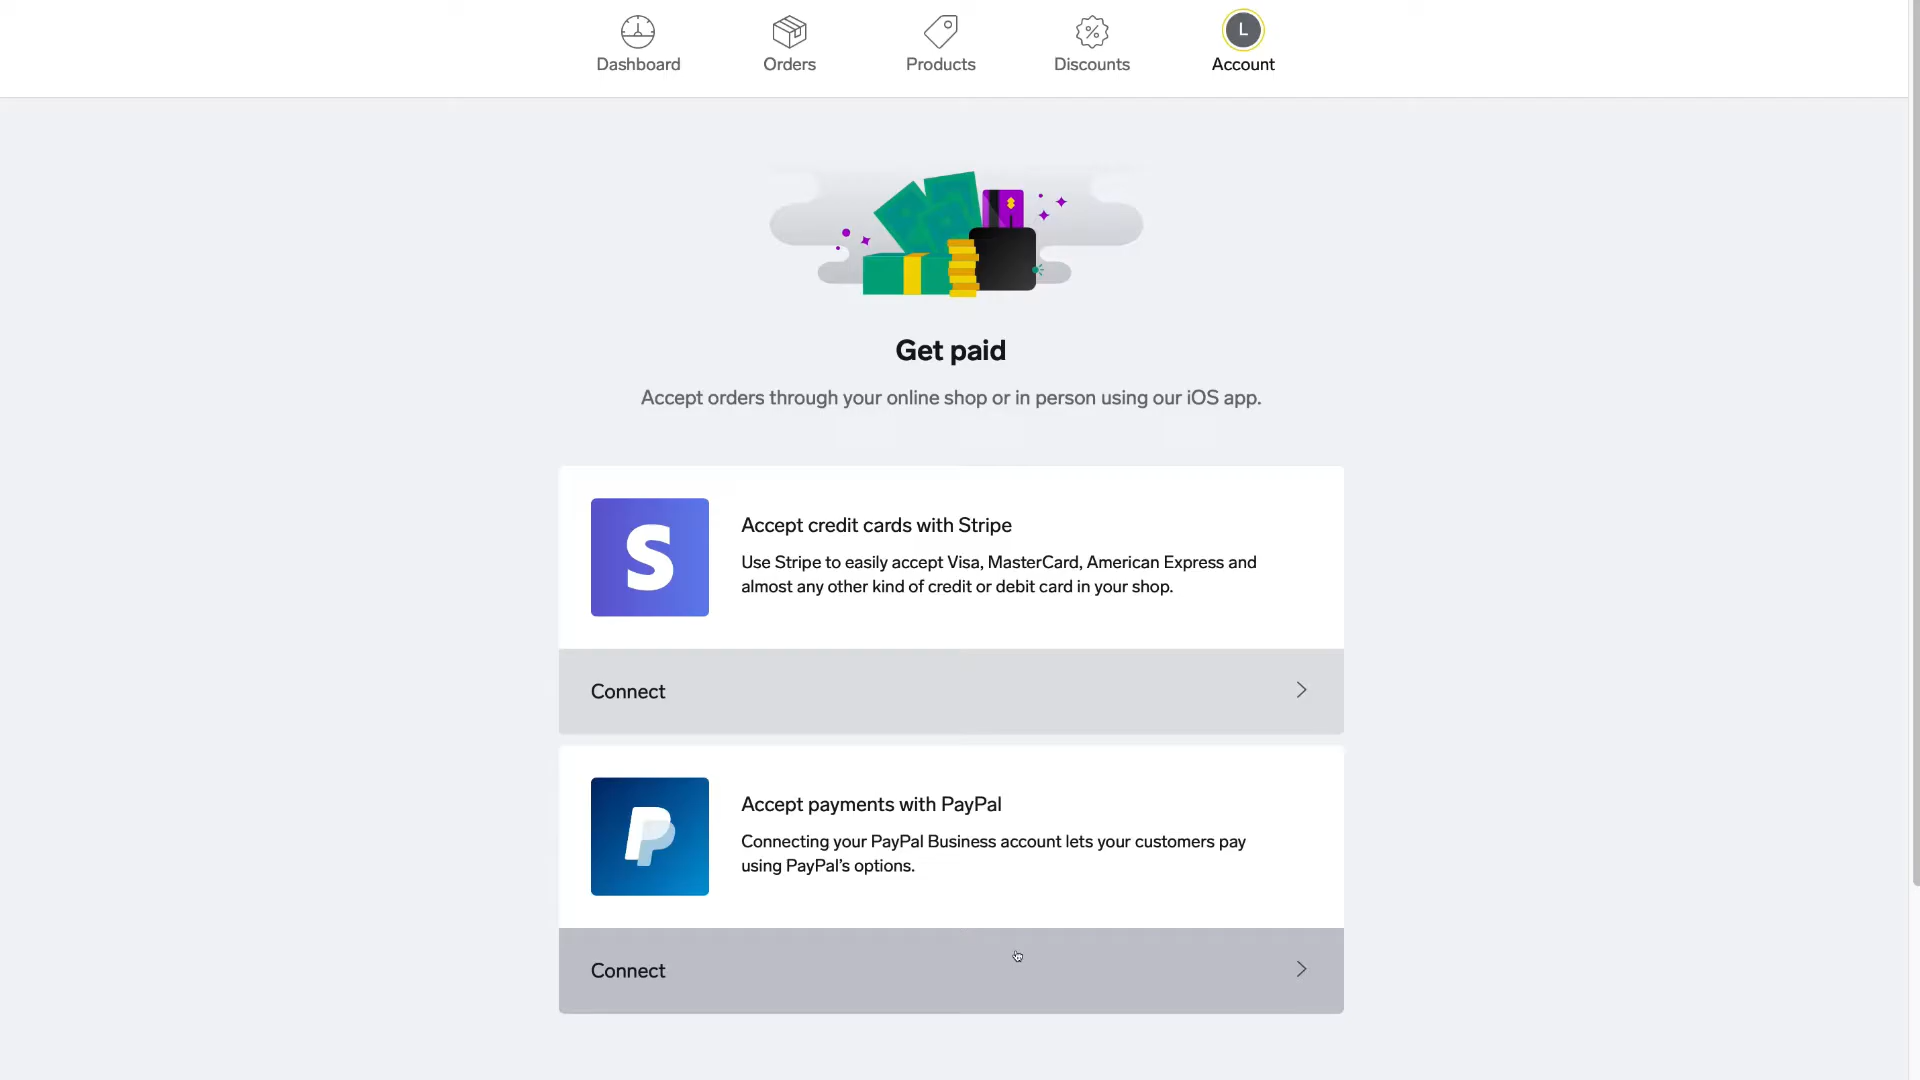 Dashboard
Orders
Products
Discounts
L
Account
Get paid
Accept orders through your online shop or in person using our iOS app.
S
Accept credit cards with Stripe
Use Stripe to easily accept Visa, MasterCard, American Express and
almost any other kind of credit or debit card in your shop.
Connect
P
Accept payments with PayPal
Connecting your PayPal Business account lets your customers pay
using PayPal’s options.
Connect